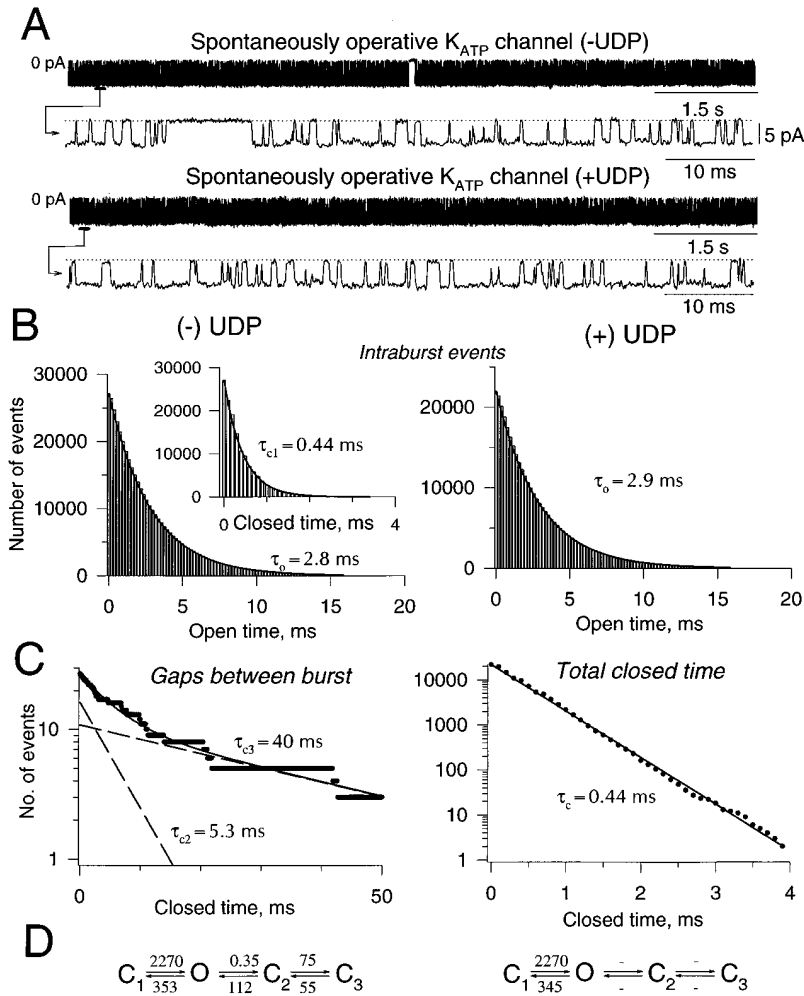 A
Spontaneously operative K_ATP channel (-UDP)
0 pA
1.5 s
5 pA
10 ms
Spontaneously operative K_ATP channel (+UDP)
0 pA
1.5 s
10 ms
B
(-) UDP
(+) UDP
Intraburst events
Number of events
30000
20000
10000
0
30000
20000
10000
0
τc1 = 0.44 ms
0 Closed time, ms 4
τo = 2.8 ms
0 5 10 15 20
Open time, ms
20000
10000
0
τo = 2.9 ms
0 5 10 15 20
Open time, ms
C
Gaps between burst
No. of events
10
1
τc3 = 40 ms
τc2 = 5.3 ms
0 50
Closed time, ms
Total closed time
10000
1000
100
10
1
τc = 0.44 ms
0 1 2 3 4
Closed time, ms
D
2270 0.35 75
C1 ⇌ O ⇌ C2 ⇌ C3
353 112 55
2270 - -
C1 ⇌ O ⇌ C2 ⇌ C3
345 - -